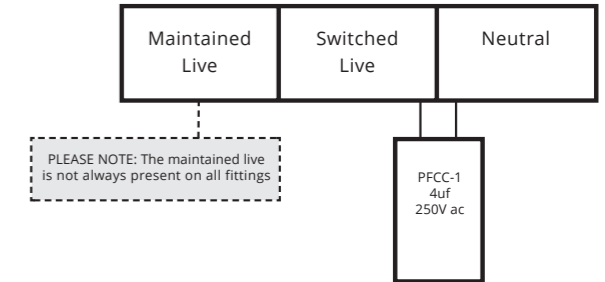 Maintained
Live
Switched
Live
Neutral
PLEASE NOTE: The maintained live
is not always present on all fittings
PFCC-1
4uf
250V ac